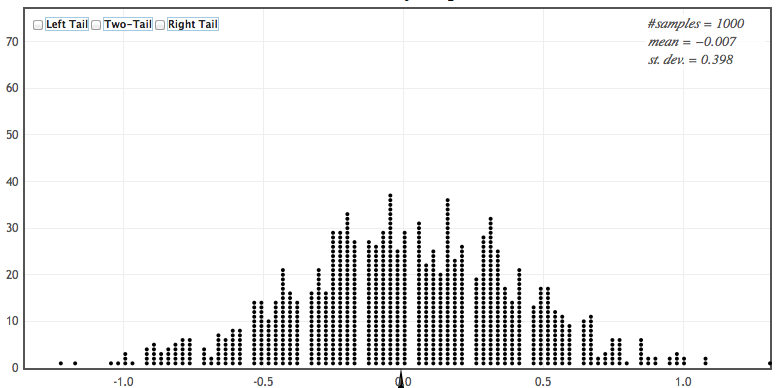 Left Tail Two-Tail Right Tail
#samples = 1000
mean = −0.007
st. dev. = 0.398
70
60
50
40
30
20
10
0
-1.0 -0.5 0.0 0.5 1.0